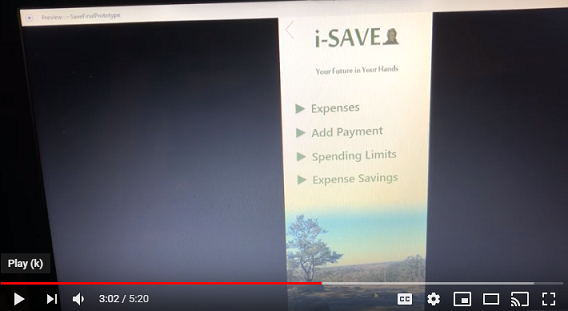 Preview: i-SaveFinalPrototype
i-SAVE
Your Future in Your Hands
Expenses
Add Payment
Spending Limits
Expense Savings
Play (k)
3:02 / 5:20
CC